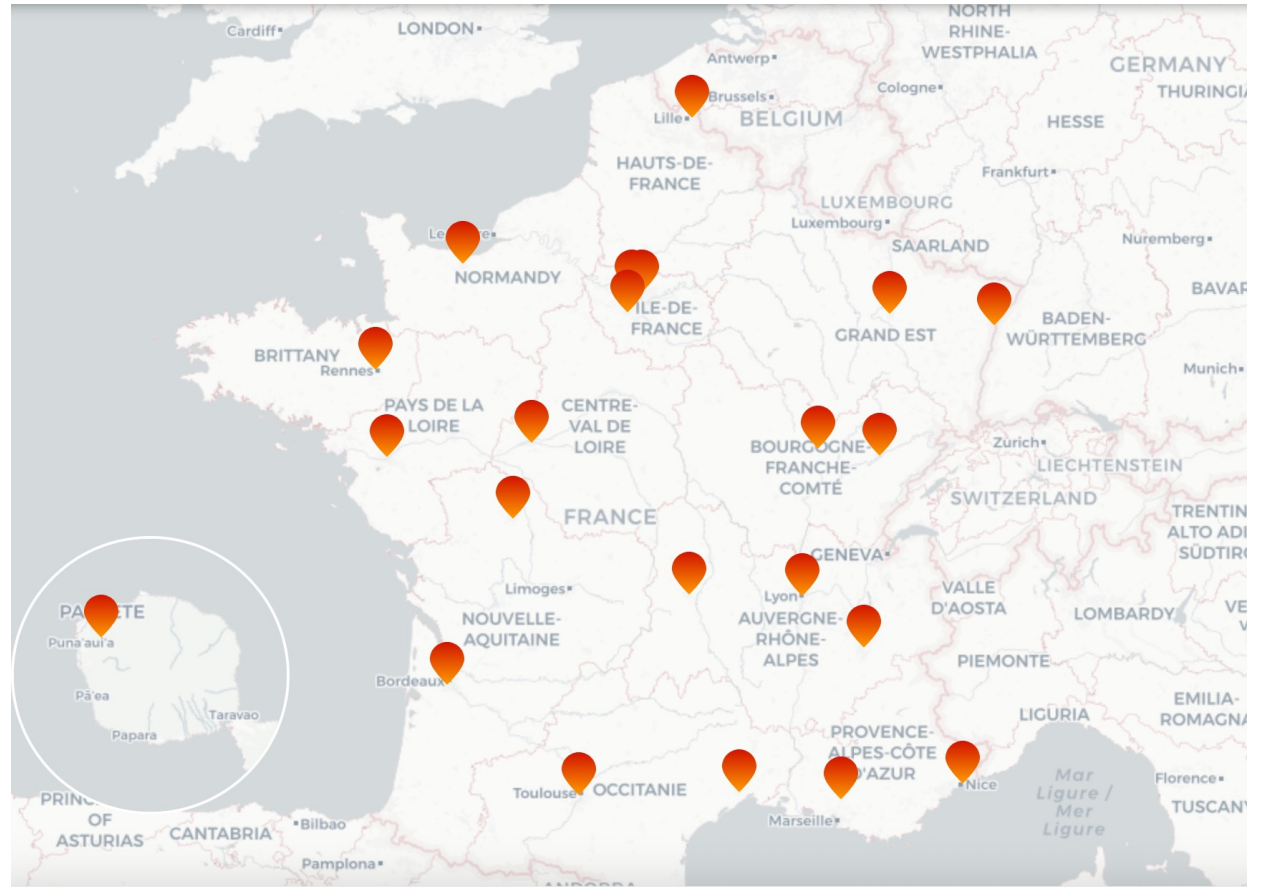 NORTH
RHINE-
WESTPHALIA
Cardiff
LONDON
Antwerp
GERMANY
Cologne
THURINGIA
Brussels
Lille
BELGIUM
HESSE
HAUTS-DE-
FRANCE
Frankfurt
LUXEMBOURG
Luxembourg
SAARLAND
Nuremberg
NORMANDY
BAVAR
ILE-DE-
FRANCE
GRAND EST
BADEN-
WÜRTTEMBERG
BRITTANY
Rennes
Munich
PAYS DE LA
LOIRE
CENTRE-
VAL DE
LOIRE
BOURGOGNE-
FRANCHE-
COMTÉ
Zürich
LIECHTENSTEIN
SWITZERLAND
FRANCE
TRENTIN
ALTO ADI
SÜDTIRO
GENEVA
Limoges
Lyon
VALLE
D'AOSTA
LOMBARDY
VE
NOUVELLE-
AQUITAINE
AUVERGNE-
RHÔNE-
ALPES
PIEMONTE
Puna'auia
Bordeaux
Pā'ea
Taravao
Papara
EMILIA-
ROMAGNA
LIGURIA
PROVENCE-
ALPES-CÔTE
D'AZUR
Toulouse
OCCITANIE
Nice
Mar
Ligure /
Mer
Ligure
Florence
TUSCANY
PRINC
OF
ASTURIAS
CANTABRIA
Bilbao
Marseille
Pamplona
ANDORRA